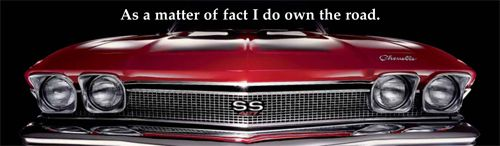 As a matter of fact I do own the road.
Chevelle
SS